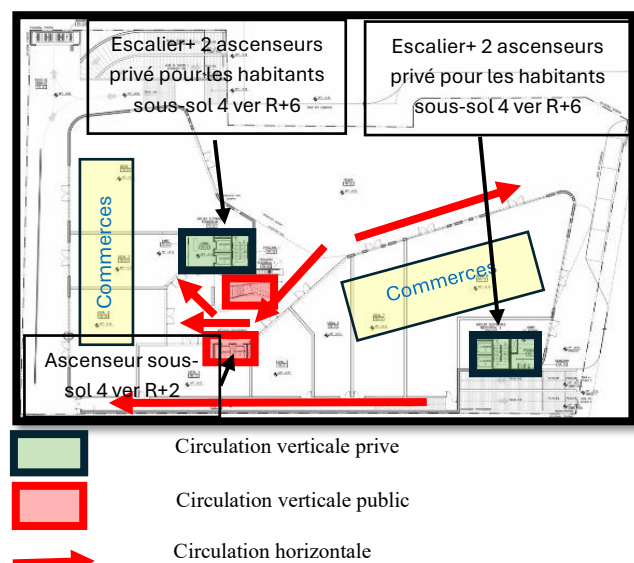 Escalier+ 2 ascenseurs
privé pour les habitants
sous-sol 4 ver R+6
Escalier+ 2 ascenseurs
privé pour les habitants
sous-sol 4 ver R+6
Commerces
Commerces
Ascenseur sous-
sol 4 ver R+2
Circulation verticale prive
Circulation verticale public
Circulation horizontale